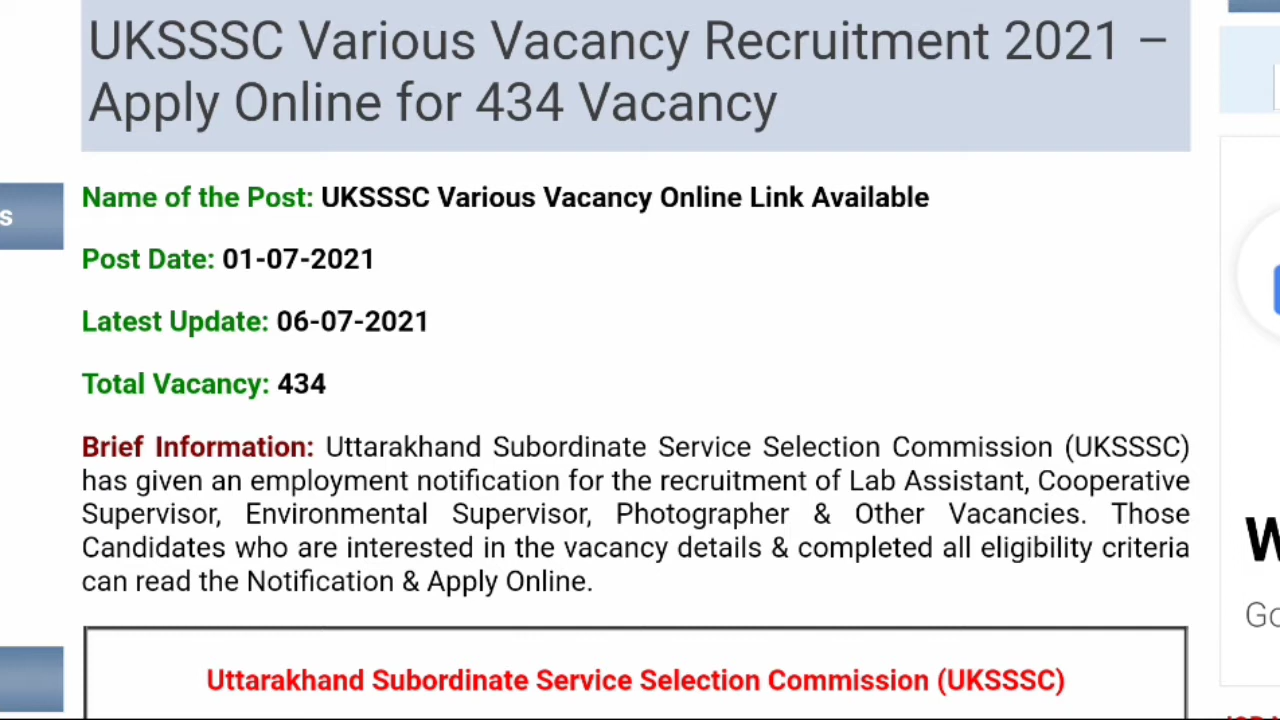 UKSSSC Various Vacancy Recruitment 2021 –
Apply Online for 434 Vacancy
s
Name of the Post: UKSSSC Various Vacancy Online Link Available
Post Date: 01-07-2021
Latest Update: 06-07-2021
Total Vacancy: 434
Brief Information: Uttarakhand Subordinate Service Selection Commission (UKSSSC)
has given an employment notification for the recruitment of Lab Assistant, Cooperative
Supervisor, Environmental Supervisor, Photographer & Other Vacancies. Those
Candidates who are interested in the vacancy details & completed all eligibility criteria
can read the Notification & Apply Online.
W
Go
Uttarakhand Subordinate Service Selection Commission (UKSSSC)